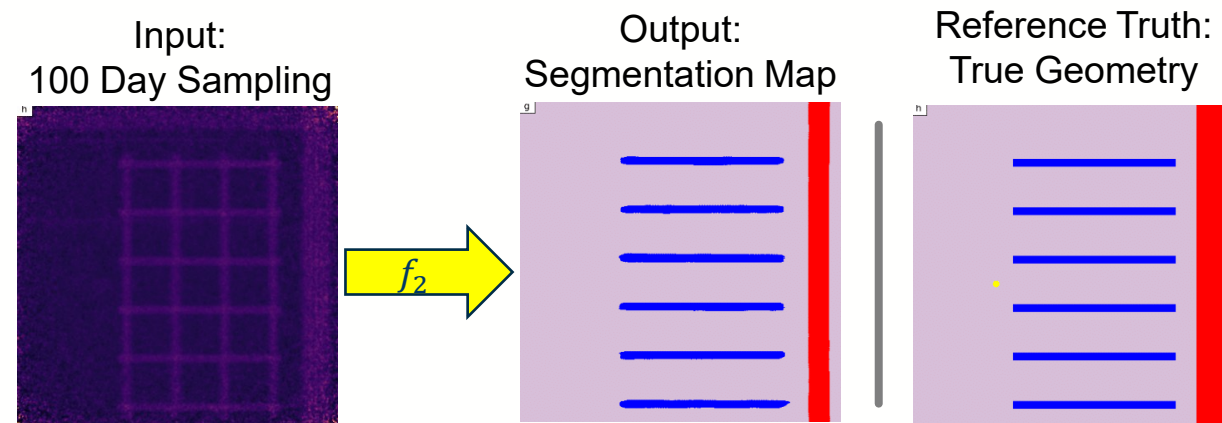 Input:
100 Day Sampling
Output:
Segmentation Map
Reference Truth:
True Geometry
h
g
h
f₂